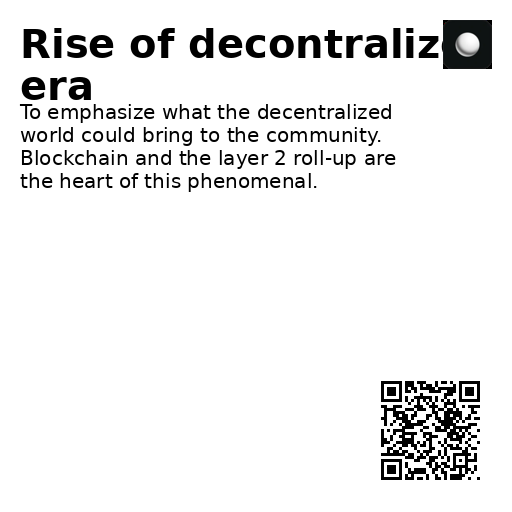 Rise of decontralize
era
To emphasize what the decentralized
world could bring to the community.
Blockchain and the layer 2 roll-up are
the heart of this phenomenal.